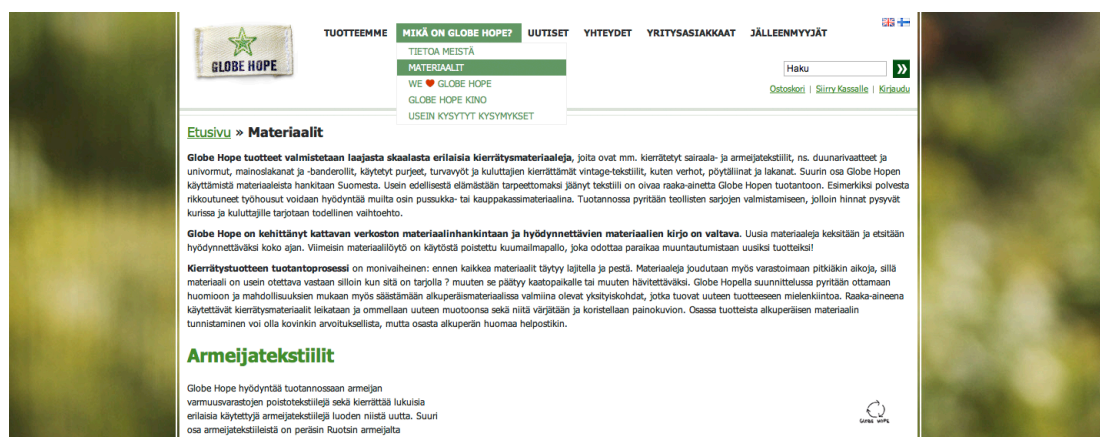 GLOBE HOPE
TUOTTEEMME MIKÄ ON GLOBE HOPE? UUTISET YHTEYDET YRITYSASIAKKAAT JÄLLEENMYYJÄT
TIETOA MEISTÄ
MATERIAALIT
WE ♥ GLOBE HOPE
GLOBE HOPE KINO
USEIN KYSYTYT KYSYMYKSET
Haku »
Ostoskori | Siirry Kassalle | Kirjaudu
Etusivu » Materiaalit
Globe Hope tuotteet valmistetaan laajasta skaalasta erilaisia kierrätysmateriaaleja, joita ovat mm. kierrätetyt sairaala- ja armeijatekstiilit, ns. duunarivaatteet ja
univormut, mainoslakanat ja -banderollit, käytetyt purjeet, turvavyöt ja kuluttajien kierrättämät vintage-tekstiilit, kuten verhot, pöytäliinat ja lakanat. Suurin osa Globe Hopen
käyttämistä materiaaleista hankitaan Suomesta. Usein edellisestä elämästään tarpeettomaksi jäänyt tekstiili on oivaa raaka-ainetta Globe Hopen tuotantoon. Esimerkiksi polvesta
rikkoutuneet työhousut voidaan hyödyntää muilta osin pussukka- tai kauppakassimateriaalina. Tuotannossa pyritään teollisten sarjojen valmistamiseen, jolloin hinnat pysyvät
kurissa ja kuluttajille tarjotaan todellinen vaihtoehto.
Globe Hope on kehittänyt kattavan verkoston materiaalinhankintaan ja hyödynnettävien materiaalien kirjo on valtava. Uusia materiaaleja keksitään ja etsitään
hyödynnettäväksi koko ajan. Viimeisin materiaalilöytö on käytöstä poistettu kuumailmapallo, joka odottaa paraikaa muuntautumistaan uusiksi tuotteiksi!
Kierrätystuotteen tuotantoprosessi on monivaiheinen: ennen kaikkea materiaalit täytyy lajitella ja pestä. Materiaaleja joudutaan myös varastoimaan pitkiäkin aikoja, sillä
materiaali on usein otettava vastaan silloin kun sitä on tarjolla ? muuten se päätyy kaatopaikalle tai muuten hävitettäväksi. Globe Hopella suunnittelussa pyritään ottamaan
huomioon ja mahdollisuuksien mukaan myös säästämään alkuperäismateriaalissa valmiina olevat yksityiskohdat, jotka tuovat uuteen tuotteeseen mielenkiintoa. Raaka-aineena
käytettävät kierrätysmateriaalit leikataan ja ommellaan uuteen muotoonsa sekä niitä värjätään ja koristellaan painokuvion. Osassa tuotteista alkuperäisen materiaalin
tunnistaminen voi olla kovinkin arvoituksellista, mutta osasta alkuperän huomaa helpostikin.
Armeijatekstiilit
Globe Hope hyödyntää tuotannossaan armeijan
varmuusvarastojen poistotekstiilejä sekä kierrättää lukuisia
erilaisia käytettyjä armeijatekstiilejä luoden niistä uutta. Suuri
osa armeijatekstiileistä on peräsin Ruotsin armeijalta
GLOBE HOPE